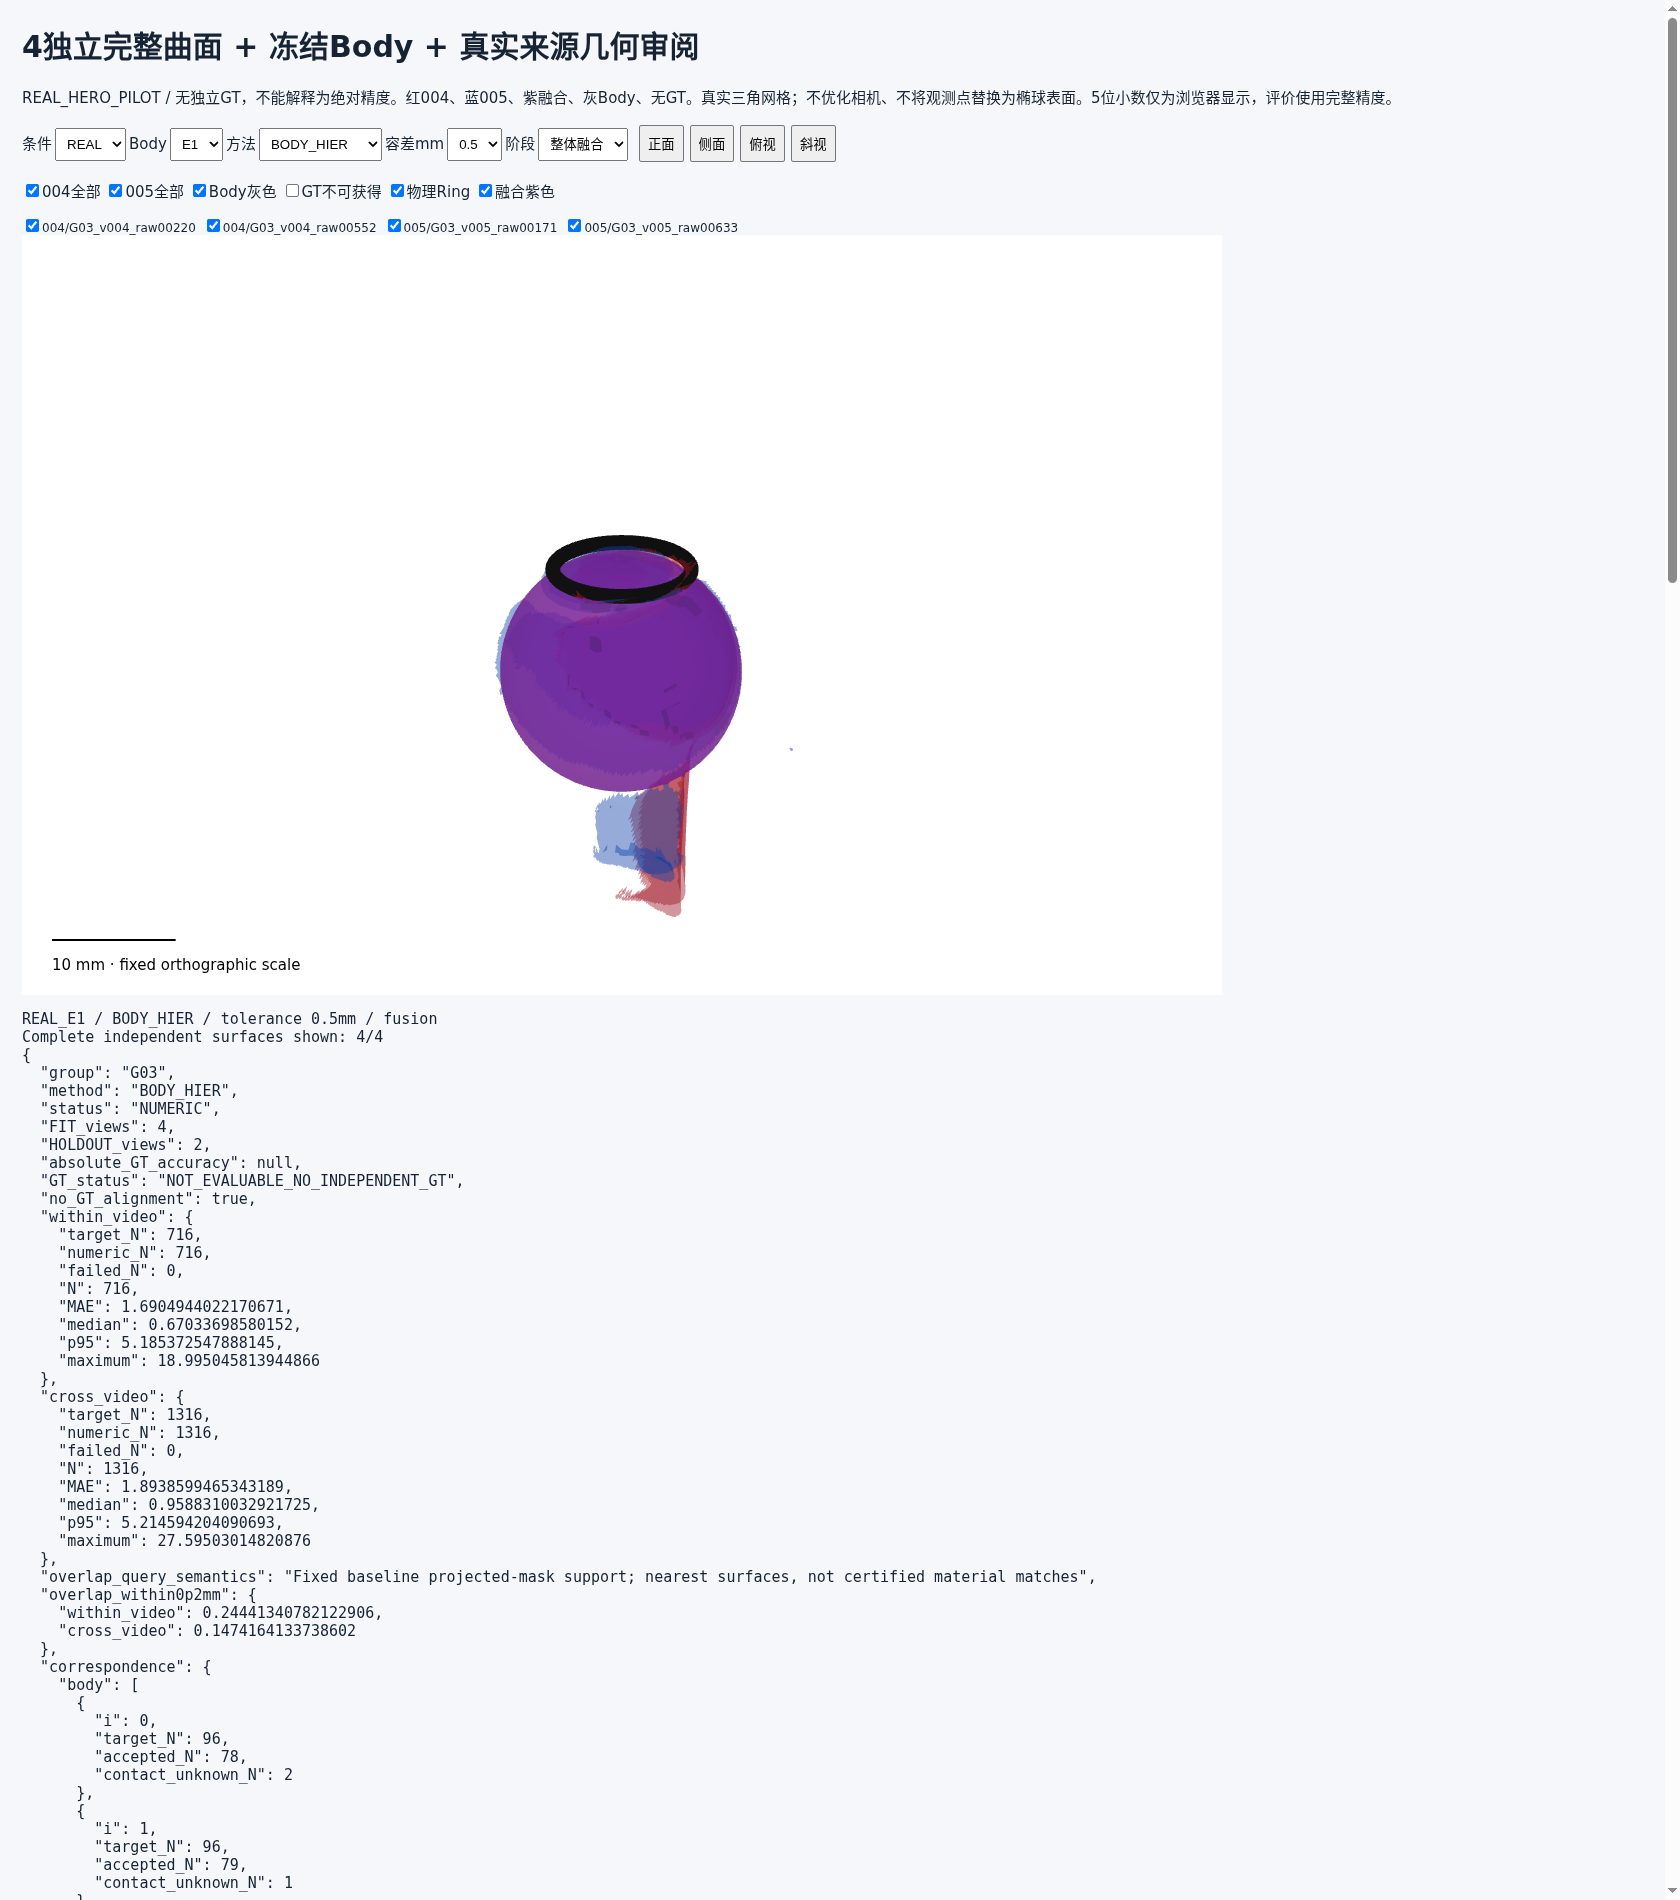 4独立完整曲面 + 冻结Body + 真实来源几何审阅
REAL_HERO_PILOT / 无独立GT，不能解释为绝对精度。红004、蓝005、紫融合、灰Body、无GT。真实三角网格；不优化相机、不将观测点替换为椭球表面。5位小数仅为浏览器显示，评价使用完整精度。
条件 REAL Body E1 方法 BODY_HIER 容差mm 0.5 阶段 整体融合 正面 侧面 俯视 斜视
004全部 005全部 Body灰色 GT不可获得 物理Ring 融合紫色
004/G03_v004_raw00220 004/G03_v004_raw00552 005/G03_v005_raw00171 005/G03_v005_raw00633
10 mm · fixed orthographic scale
REAL_E1 / BODY_HIER / tolerance 0.5mm / fusion
Complete independent surfaces shown: 4/4
{
"group": "G03",
"method": "BODY_HIER",
"status": "NUMERIC",
"FIT_views": 4,
"HOLDOUT_views": 2,
"absolute_GT_accuracy": null,
"GT_status": "NOT_EVALUABLE_NO_INDEPENDENT_GT",
"no_GT_alignment": true,
"within_video": {
"target_N": 716,
"numeric_N": 716,
"failed_N": 0,
"N": 716,
"MAE": 1.6904944022170671,
"median": 0.67033698580152,
"p95": 5.185372547888145,
"maximum": 18.995045813944866
},
"cross_video": {
"target_N": 1316,
"numeric_N": 1316,
"failed_N": 0,
"N": 1316,
"MAE": 1.8938599465343189,
"median": 0.9588310032921725,
"p95": 5.214594204090693,
"maximum": 27.59503014820876
},
"overlap_query_semantics": "Fixed baseline projected-mask support; nearest surfaces, not certified material matches",
"overlap_within0p2mm": {
"within_video": 0.24441340782122906,
"cross_video": 0.1474164133738602
},
"correspondence": {
"body": [
{
"i": 0,
"target_N": 96,
"accepted_N": 78,
"contact_unknown_N": 2
},
{
"i": 1,
"target_N": 96,
"accepted_N": 79,
"contact_unknown_N": 1
}